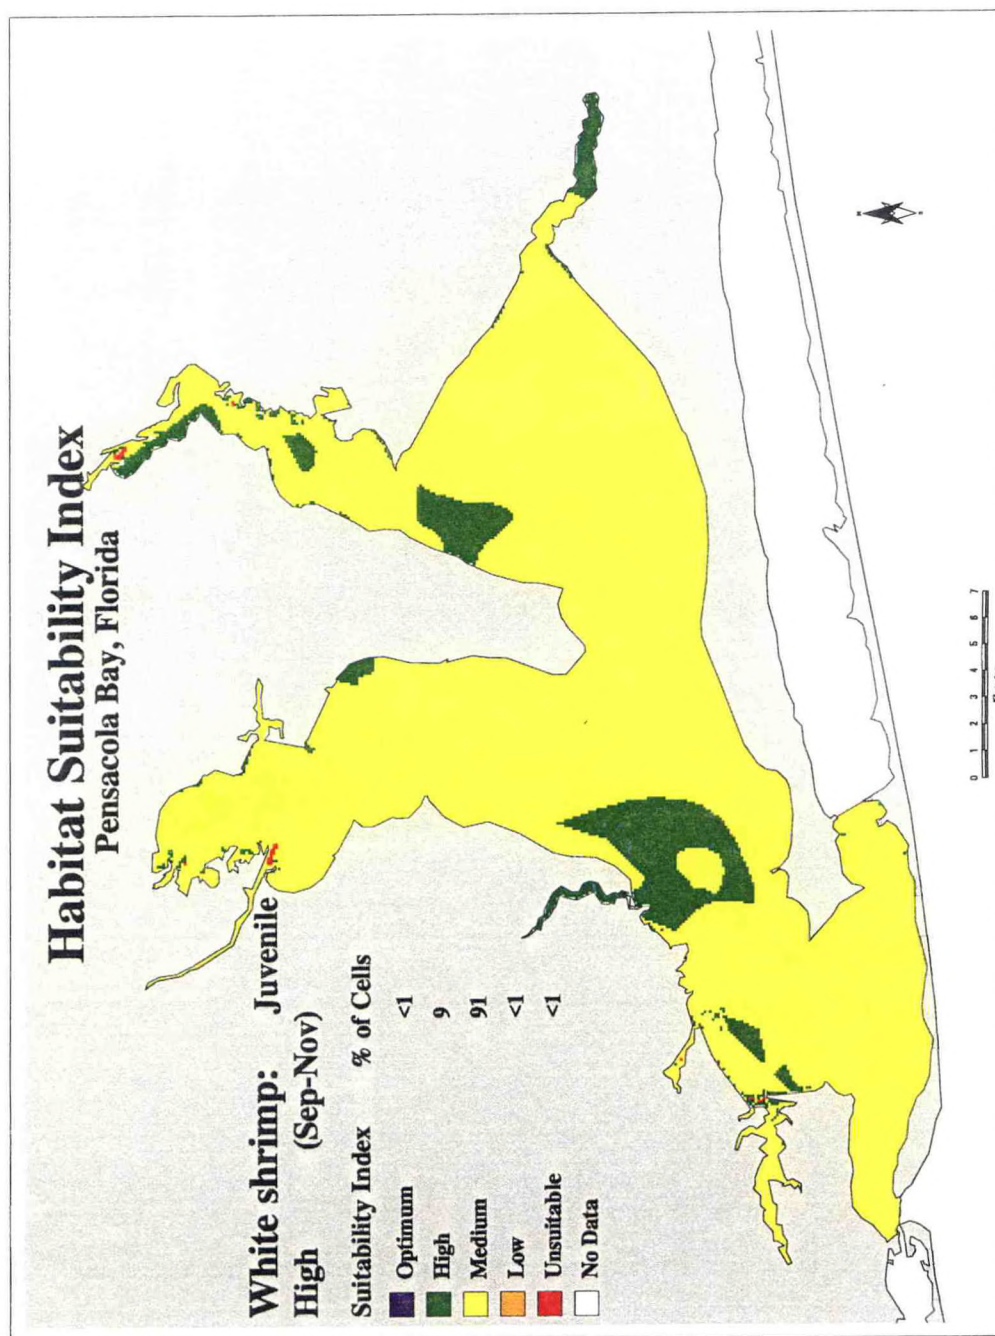 Habitat Suitability Index
Pensacola Bay, Florida
White shrimp: Juvenile
High (Sep-Nov)
Suitability Index % of Cells
Optimum <1
High 9
Medium 91
Low <1
Unsuitable <1
No Data
0 1 2 3 4 5 6 7